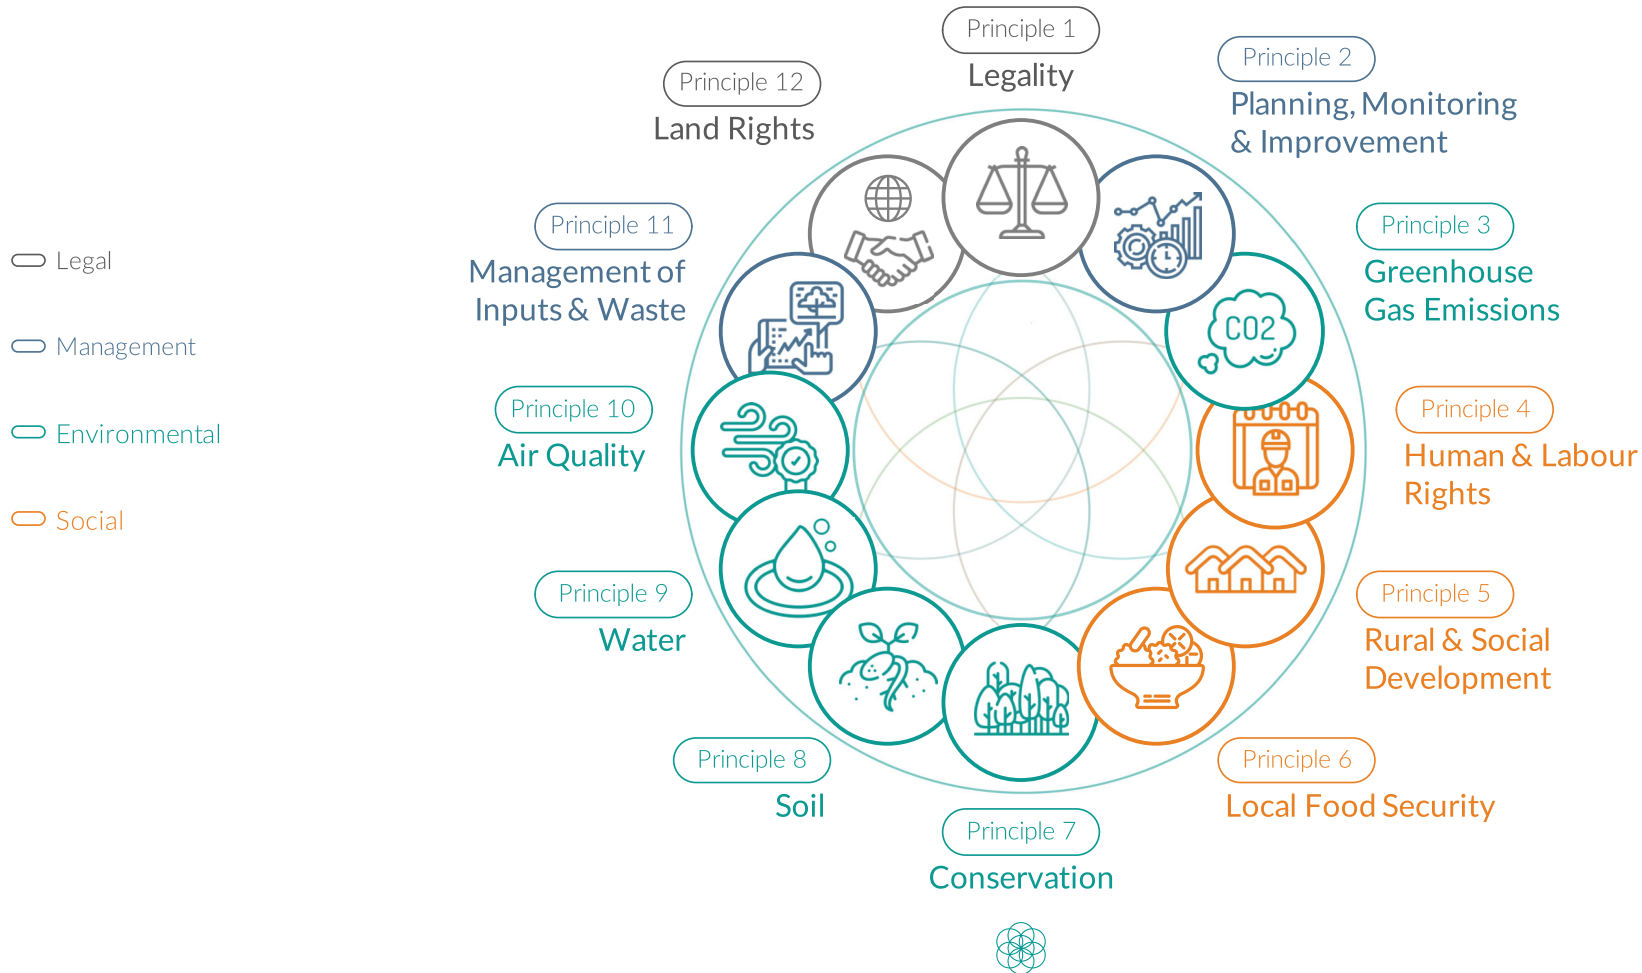 Principle 1
Legality
Principle 2
Planning, Monitoring
& Improvement
Principle 3
Greenhouse
Gas Emissions
CO2
Principle 4
Human & Labour
Rights
Principle 5
Rural & Social
Development
Principle 6
Local Food Security
Principle 7
Conservation
Principle 8
Soil
Principle 9
Water
Principle 10
Air Quality
Principle 11
Management of
Inputs & Waste
Principle 12
Land Rights
Legal
Management
Environmental
Social